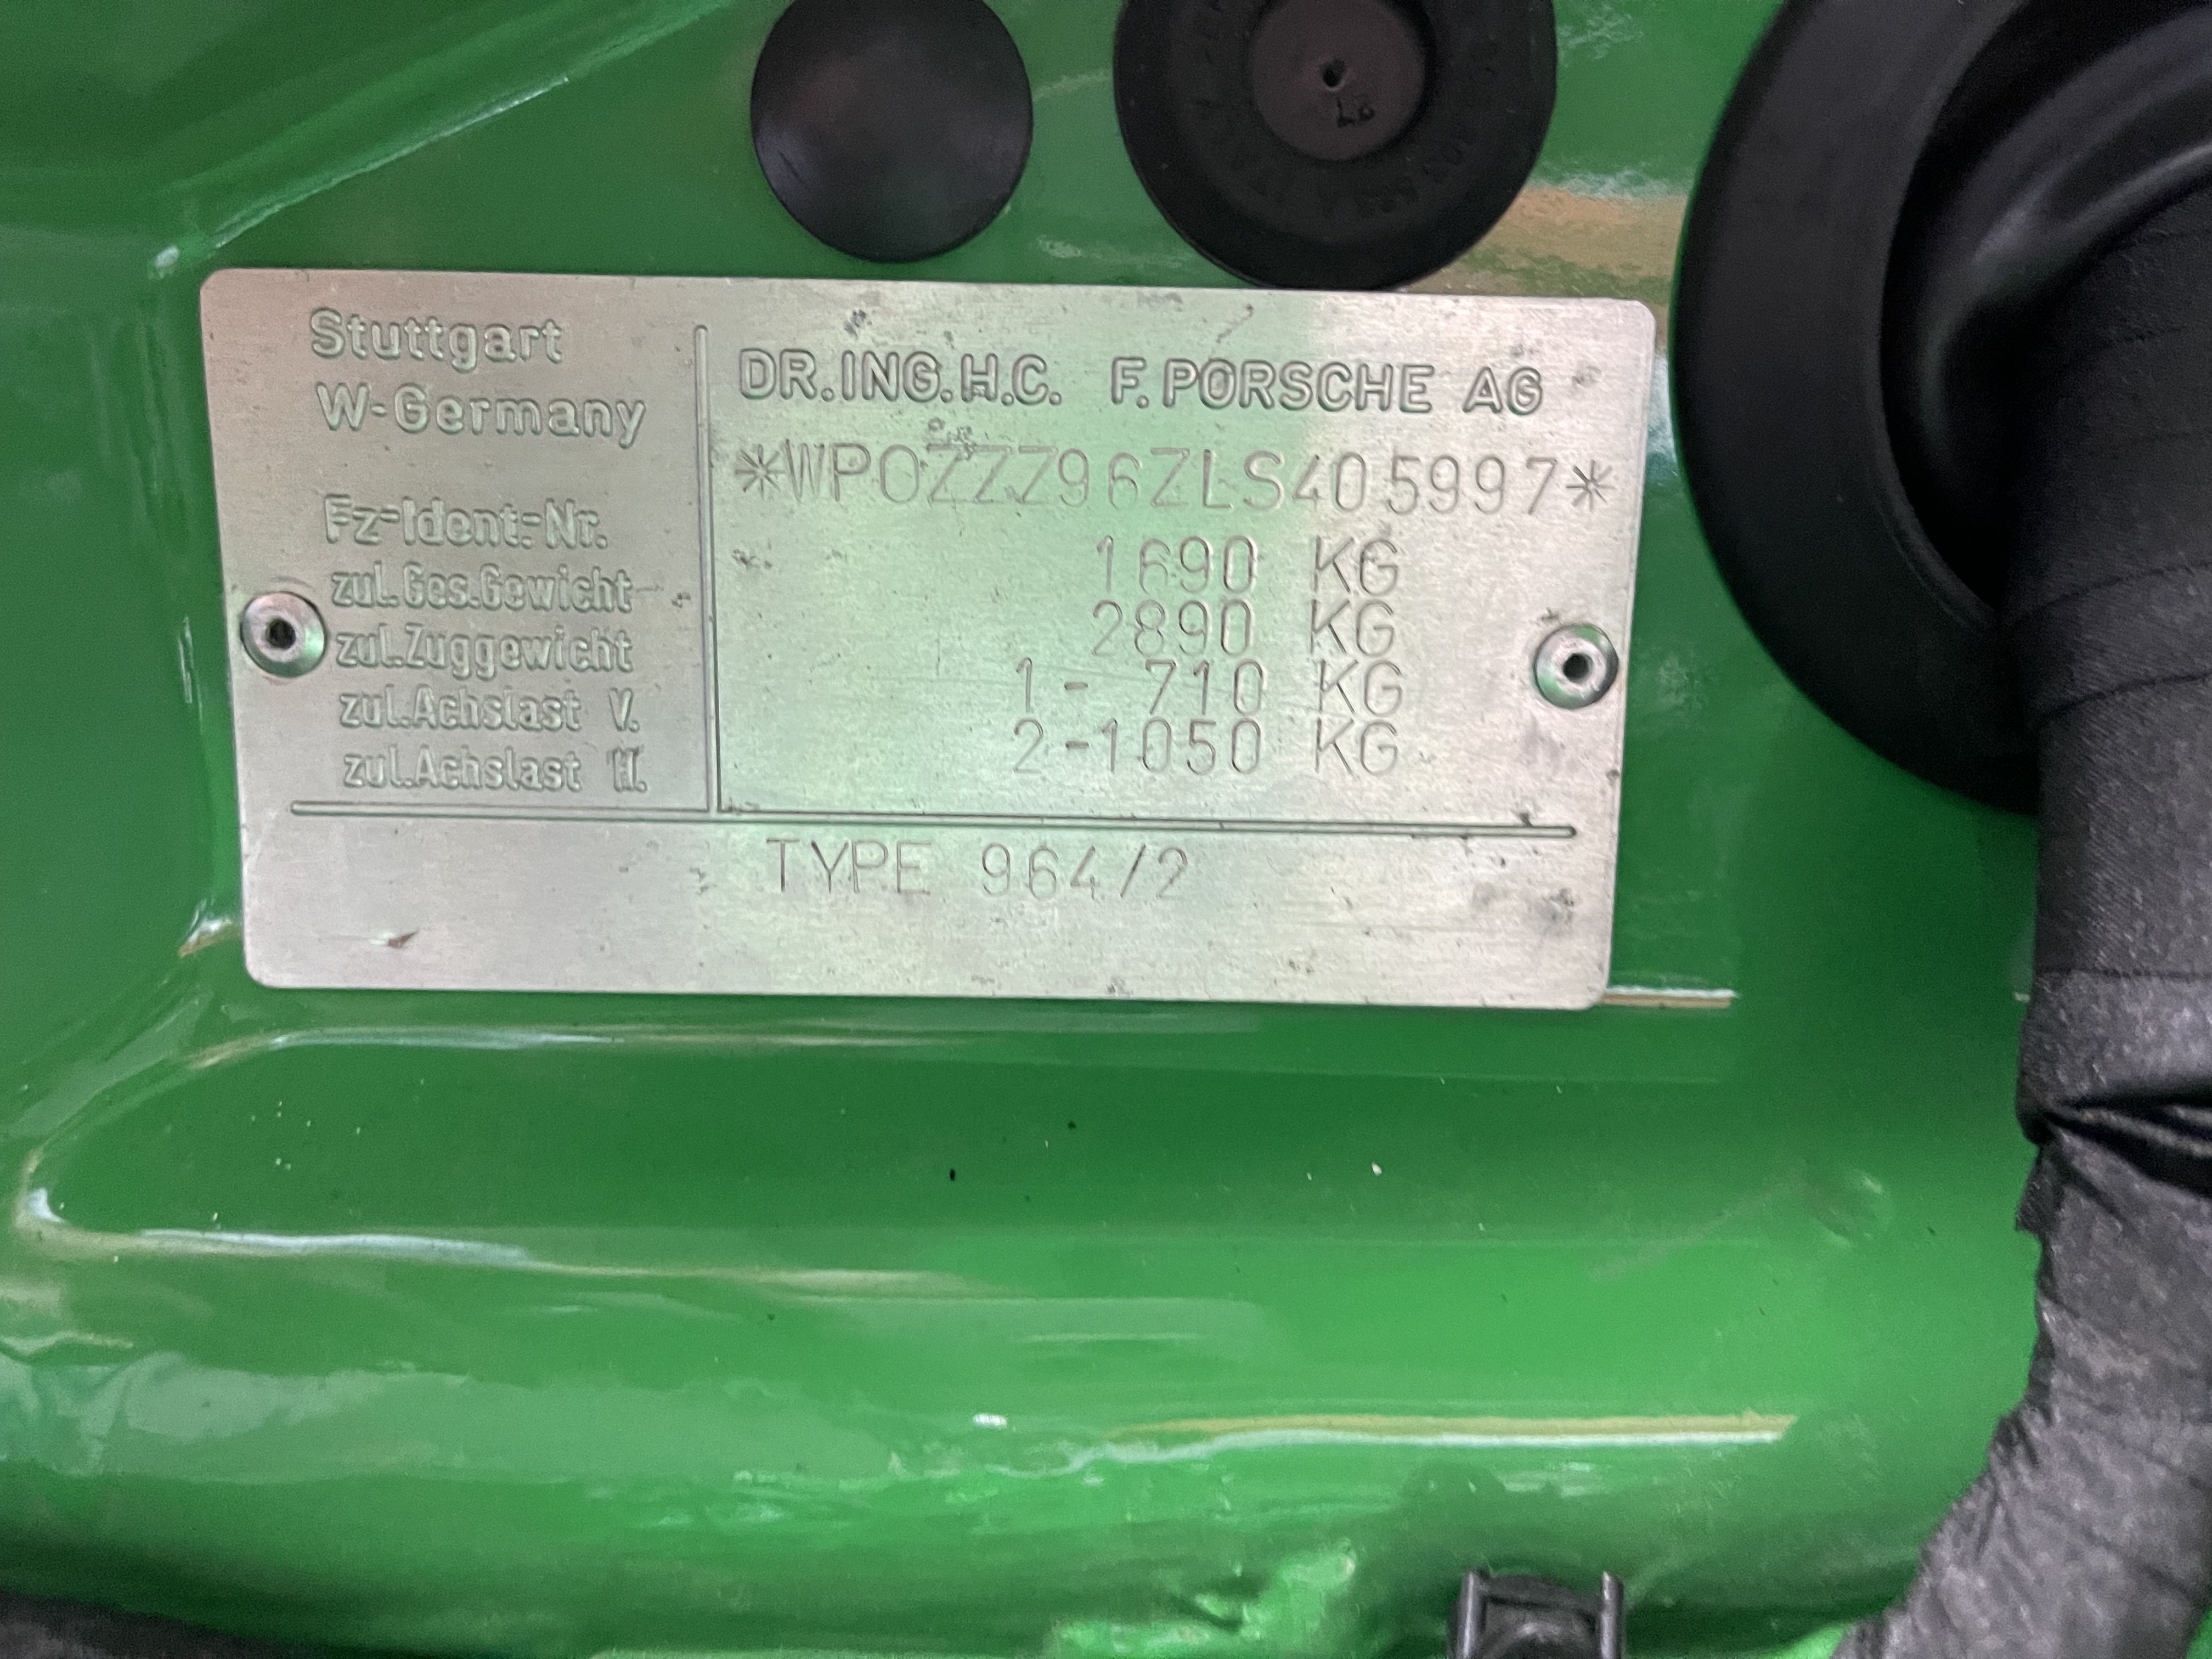 Stuttgart
W-Germany
DR.ING.H.C. F.PORSCHE AG
Fz-Ident.-Nr. *WP0ZZZ96ZLS405997*
zul.Ges.Gewicht 1690 KG
zul.Zuggewicht 2890 KG
zul.Achslast V. 1- 710 KG
zul.Achslast H. 2-1050 KG
TYPE 964/2